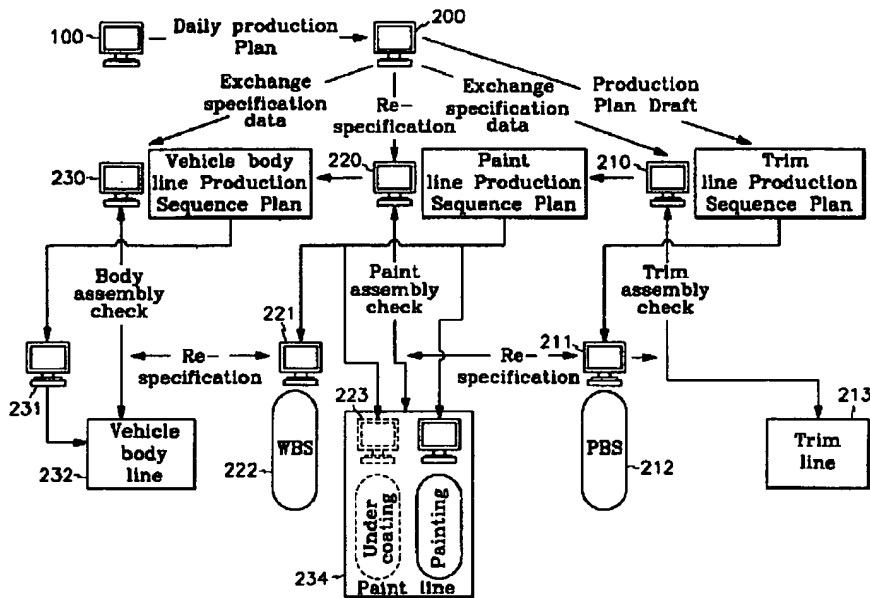 100
Daily production
Plan
200
Exchange
specification
data
Re-
specification
Exchange
specification
data
Production
Plan Draft
230
Vehicle body
line Production
Sequence Plan
220
Paint
line Production
Sequence Plan
210
Trim
line Production
Sequence Plan
Body
assembly
check
Paint
assembly
check
Trim
assembly
check
231
Re-
specification
221
Re-
specification
211
232
Vehicle
body
line
222
WBS
223
Under
coating
Painting
234
Paint line
PBS
212
213
Trim
line